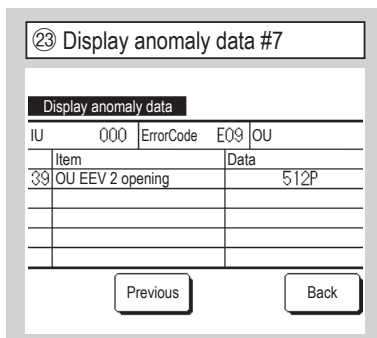 ㉓ Display anomaly data #7
Display anomaly data
IU 000 ErrorCode E09 OU
Item Data
39 OU EEV 2 opening 512P
Previous Back